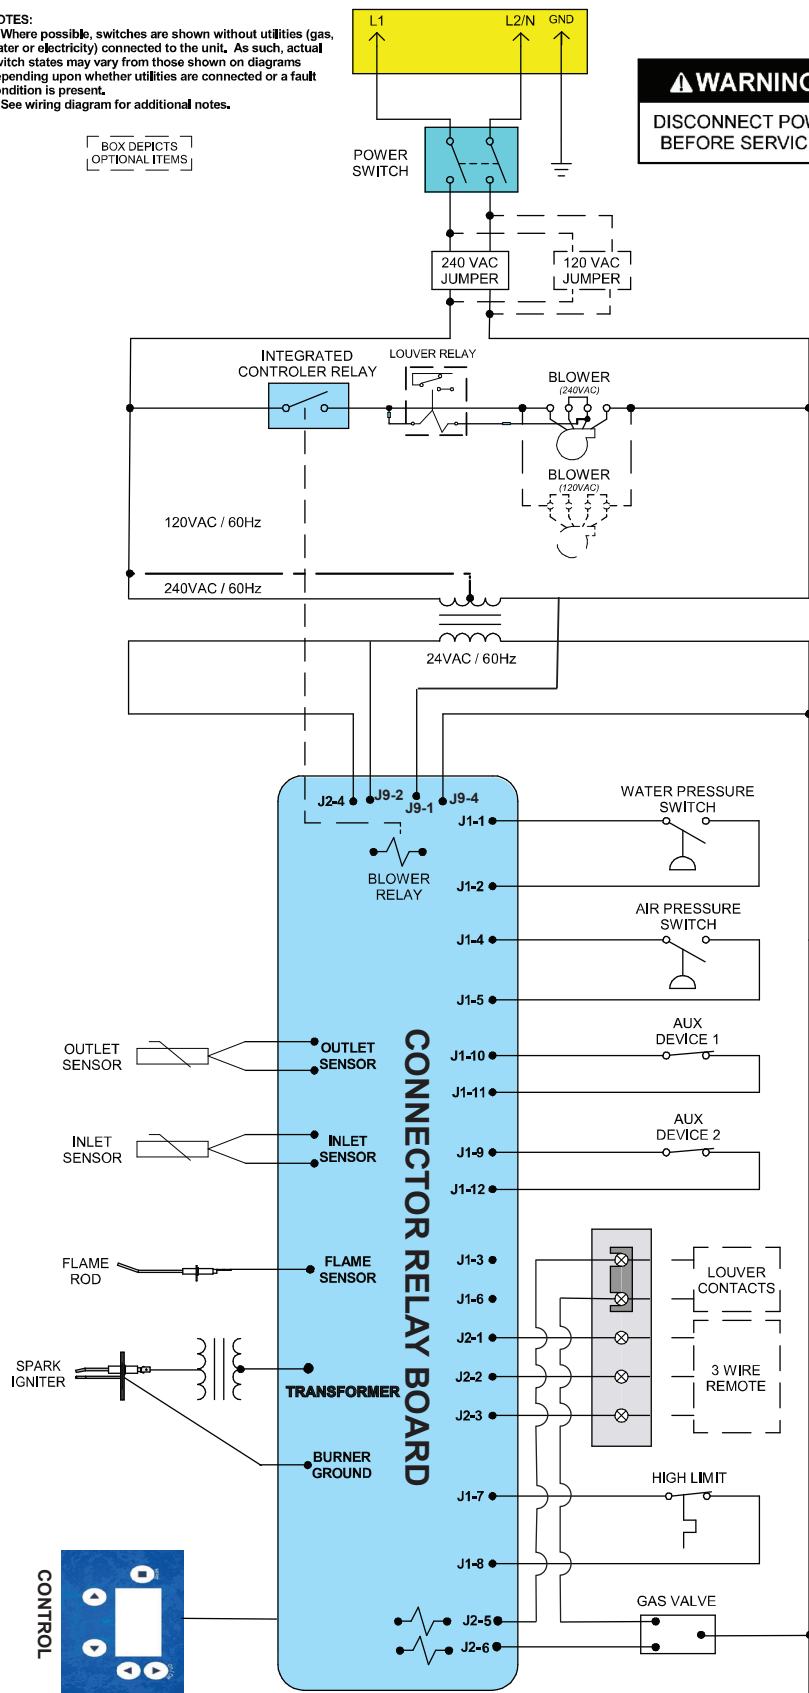 OTES:
Where possible, switches are shown without utilities (gas,
ater or electricity) connected to the unit. As such, actual
witch states may vary from those shown on diagrams
epending upon whether utilities are connected or a fault
ondition is present.
See wiring diagram for additional notes.
BOX DEPICTS
OPTIONAL ITEMS
L1
L2/N
GND
WARNING
DISCONNECT POW
BEFORE SERVIC
POWER
SWITCH
240 VAC
JUMPER
120 VAC
JUMPER
INTEGRATED
CONTROLER RELAY
LOUVER RELAY
BLOWER
(240VAC)
BLOWER
(120VAC)
120VAC / 60Hz
240VAC / 60Hz
24VAC / 60Hz
J2-4
J9-2
J9-1
J9-4
BLOWER
RELAY
J1-1
J1-2
WATER PRESSURE
SWITCH
J1-4
J1-5
AIR PRESSURE
SWITCH
J1-10
J1-11
AUX
DEVICE 1
J1-9
J1-12
AUX
DEVICE 2
OUTLET
SENSOR
OUTLET
SENSOR
INLET
SENSOR
INLET
SENSOR
FLAME
ROD
FLAME
SENSOR
SPARK
IGNITER
TRANSFORMER
BURNER
GROUND
CONNECTOR RELAY BOARD
J1-3
J1-6
J2-1
J2-2
J2-3
LOUVER
CONTACTS
3 WIRE
REMOTE
J1-7
J1-8
HIGH LIMIT
J2-5
J2-6
GAS VALVE
CONTROL